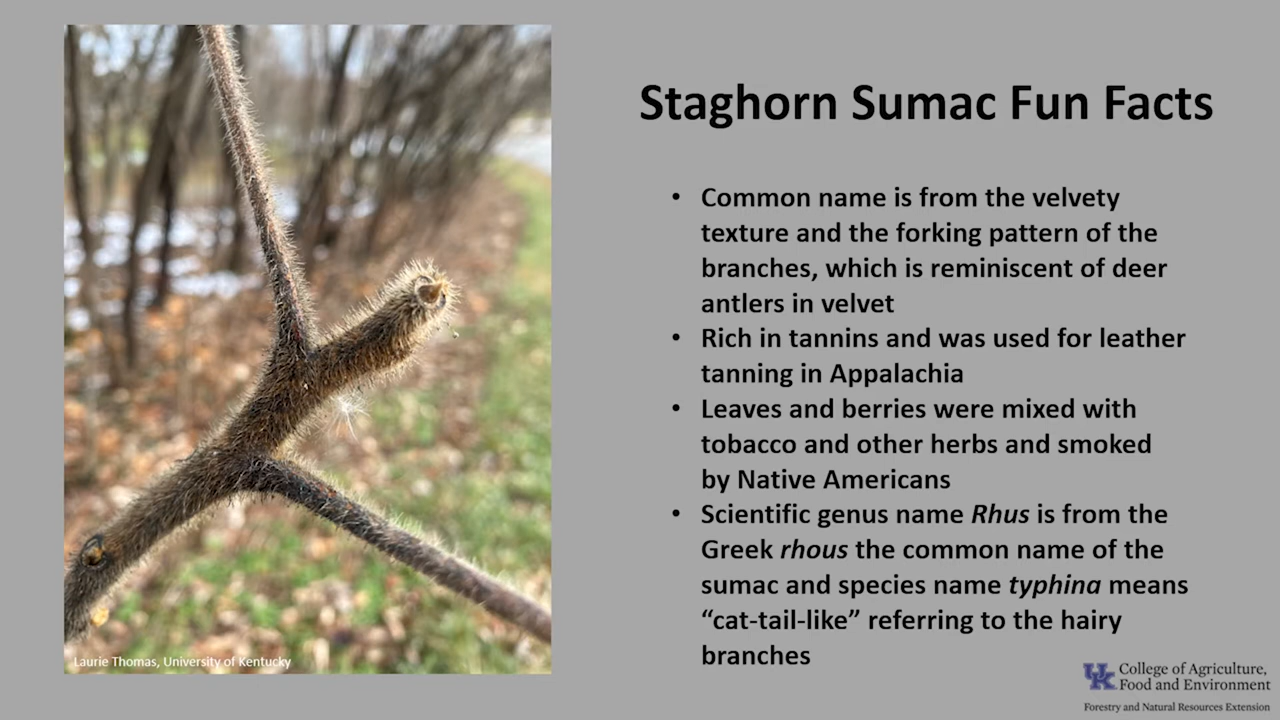 Staghorn Sumac Fun Facts
• Common name is from the velvety
texture and the forking pattern of the
branches, which is reminiscent of deer
antlers in velvet
• Rich in tannins and was used for leather
tanning in Appalachia
• Leaves and berries were mixed with
tobacco and other herbs and smoked
by Native Americans
• Scientific genus name Rhus is from the
Greek rhous the common name of the
sumac and species name typhina means
“cat-tail-like” referring to the hairy
branches
Laurie Thomas, University of Kentucky
UK College of Agriculture,
Food and Environment
Forestry and Natural Resources Extension